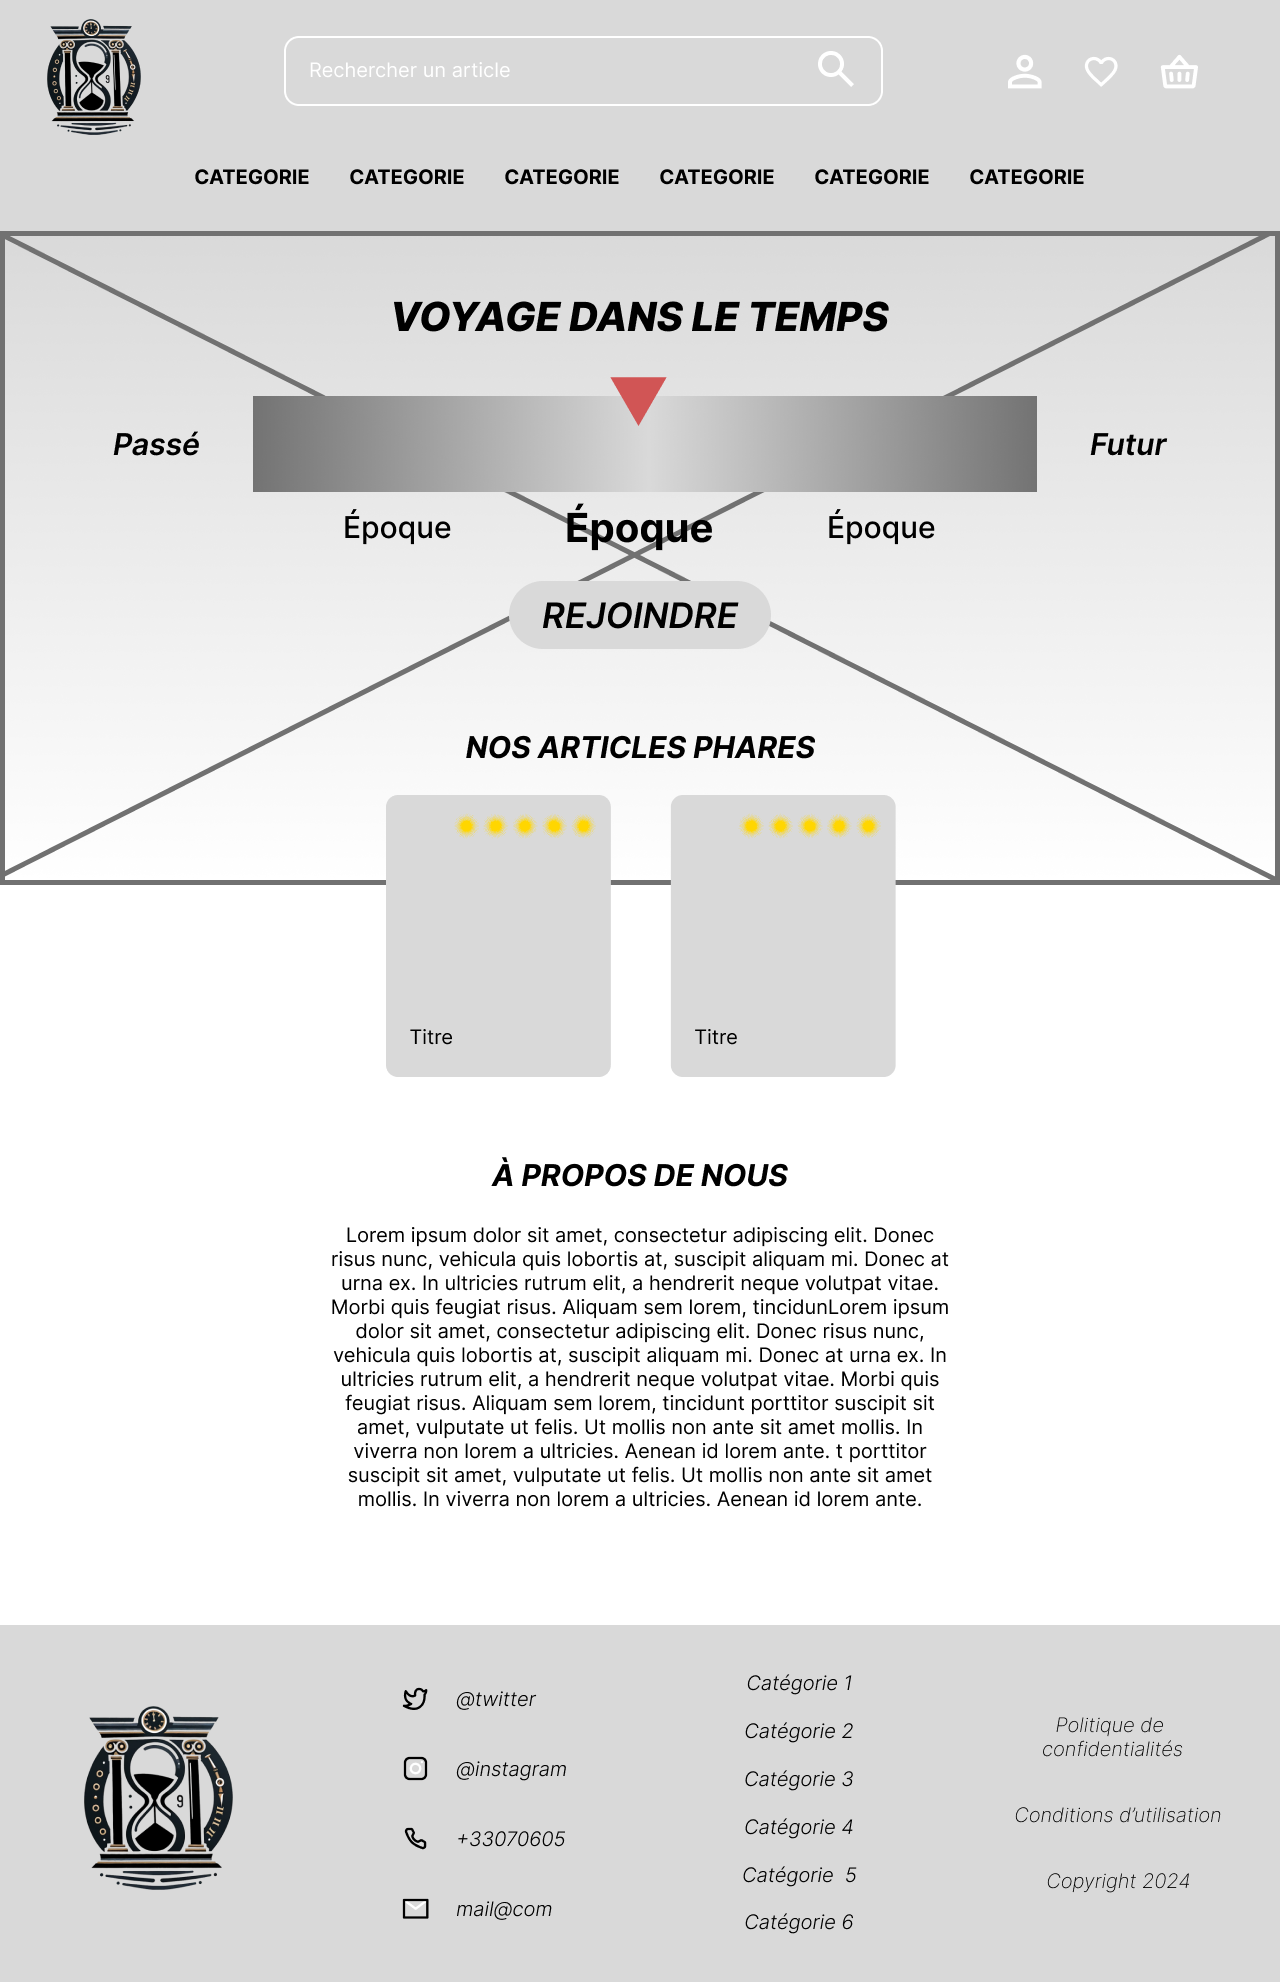 Rechercher un article
CATEGORIE CATEGORIE CATEGORIE CATEGORIE CATEGORIE CATEGORIE
VOYAGE DANS LE TEMPS
Passé
Futur
Époque Époque Époque
REJOINDRE
NOS ARTICLES PHARES
Titre
Titre
À PROPOS DE NOUS
Lorem ipsum dolor sit amet, consectetur adipiscing elit. Donec
risus nunc, vehicula quis lobortis at, suscipit aliquam mi. Donec at
urna ex. In ultricies rutrum elit, a hendrerit neque volutpat vitae.
Morbi quis feugiat risus. Aliquam sem lorem, tincidunLorem ipsum
dolor sit amet, consectetur adipiscing elit. Donec risus nunc,
vehicula quis lobortis at, suscipit aliquam mi. Donec at urna ex. In
ultricies rutrum elit, a hendrerit neque volutpat vitae. Morbi quis
feugiat risus. Aliquam sem lorem, tincidunt porttitor suscipit sit
amet, vulputate ut felis. Ut mollis non ante sit amet mollis. In
viverra non lorem a ultricies. Aenean id lorem ante. t porttitor
suscipit sit amet, vulputate ut felis. Ut mollis non ante sit amet
mollis. In viverra non lorem a ultricies. Aenean id lorem ante.
@twitter
@instagram
+33070605
mail@com
Catégorie 1
Catégorie 2
Catégorie 3
Catégorie 4
Catégorie  5
Catégorie 6
Politique de
confidentialités
Conditions d’utilisation
Copyright 2024